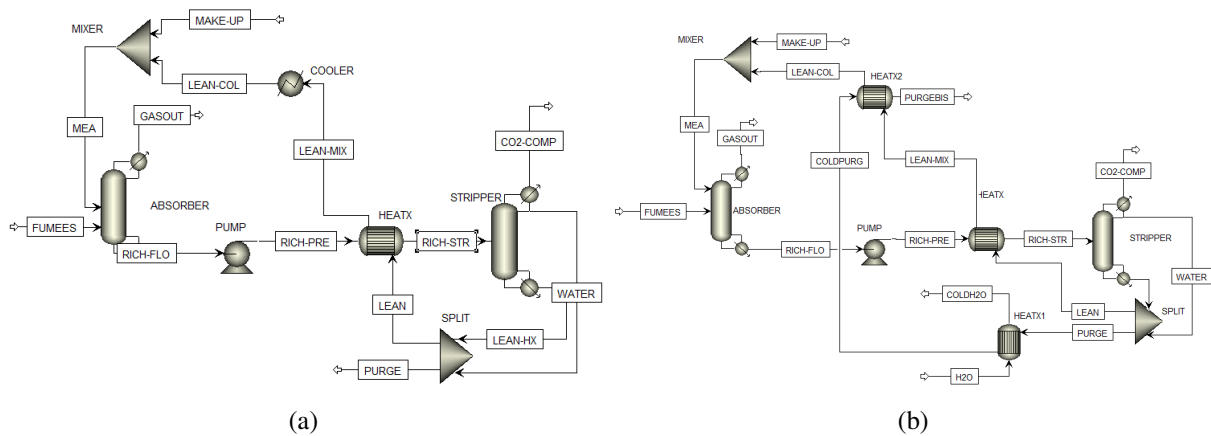 MIXER
MAKE-UP
COOLER
LEAN-COL
MEA
GASOUT
CO2-COMP
LEAN-MIX
STRIPPER
ABSORBER
HEATX
PUMP
FUMEES
RICH-PRE
RICH-STR
RICH-FLO
WATER
LEAN
SPLIT
LEAN-HX
PURGE
(a)
MIXER
MAKE-UP
LEAN-COL
HEATX2
PURGEBIS
MEA
GASOUT
COLDPURG
LEAN-MIX
CO2-COMP
HEATX
FUMEES
ABSORBER
PUMP
RICH-PRE
RICH-STR
STRIPPER
RICH-FLO
WATER
COLDH2O
LEAN
SPLIT
HEATX1
PURGE
H2O
(b)